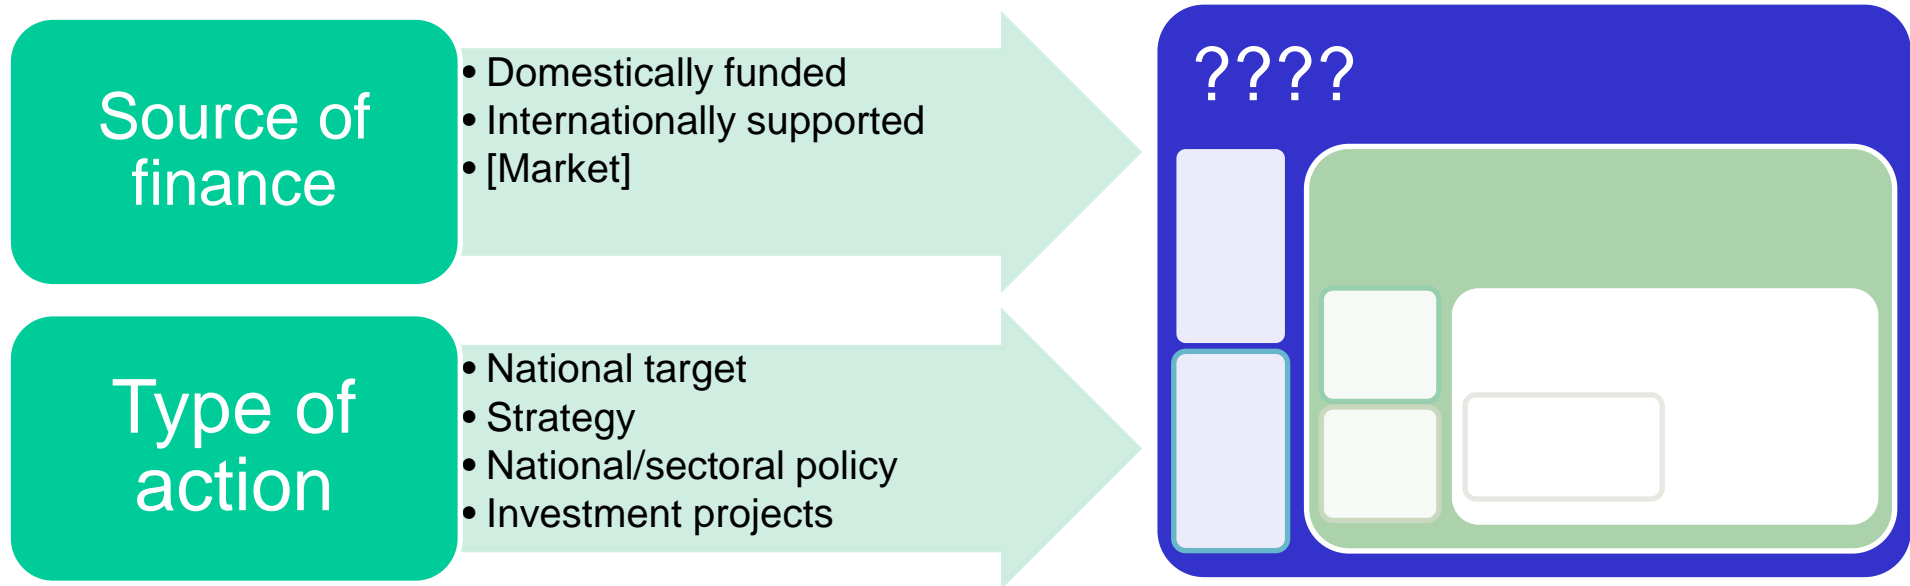 Source of
finance
• Domestically funded
• Internationally supported
• [Market]
Type of
action
• National target
• Strategy
• National/sectoral policy
• Investment projects
????